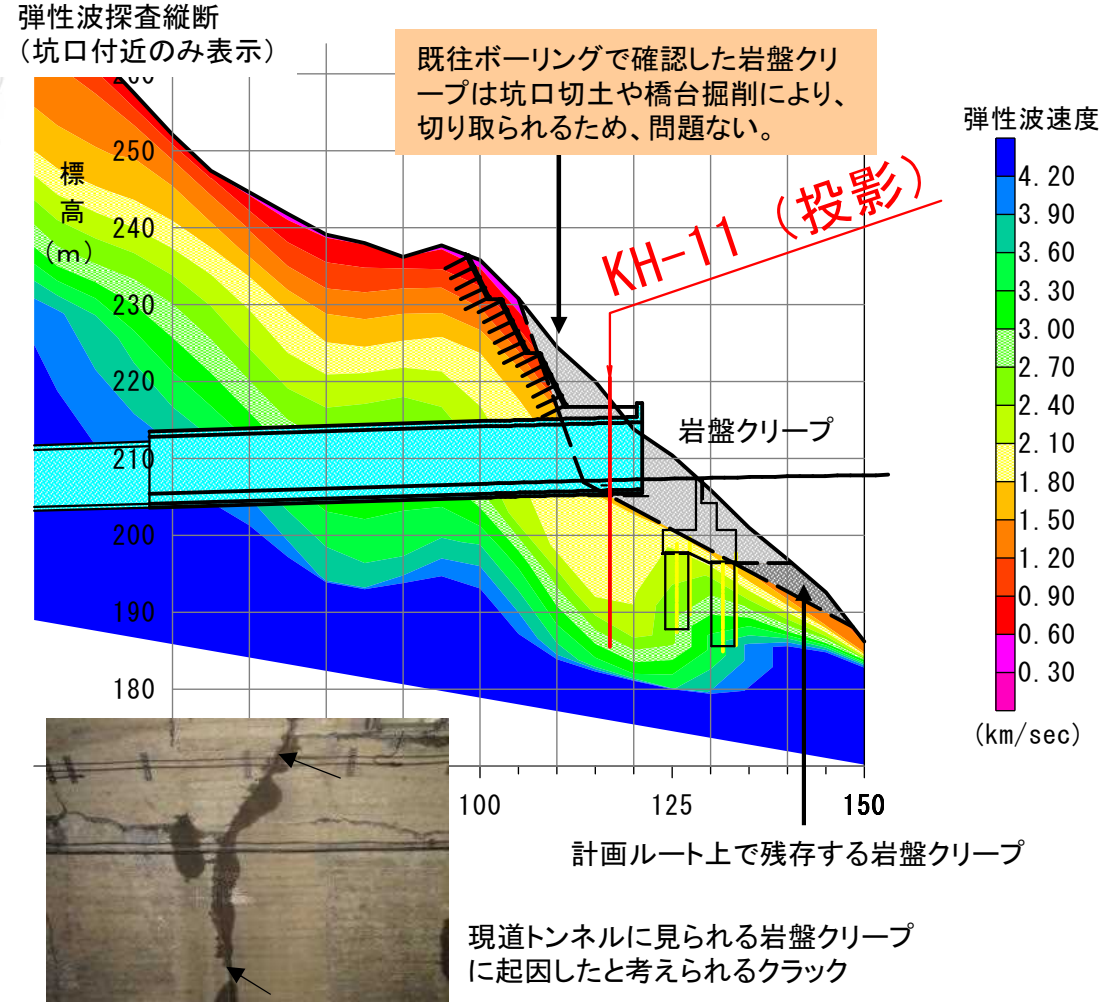 弾性波探査縦断
（坑口付近のみ表示）
既往ボーリングで確認した岩盤クリ
ープは坑口切土や橋台掘削により、
切り取られるため、問題ない。
弾性波速度
4.20
3.90
3.60
3.30
3.00
2.70
2.40
2.10
1.80
1.50
1.20
0.90
0.60
0.30
(km/sec)
標高
(m)
260
250
240
230
220
210
200
190
180
KH-11（投影）
岩盤クリープ
100
125
150
計画ルート上で残存する岩盤クリープ
現道トンネルに見られる岩盤クリープ
に起因したと考えられるクラック